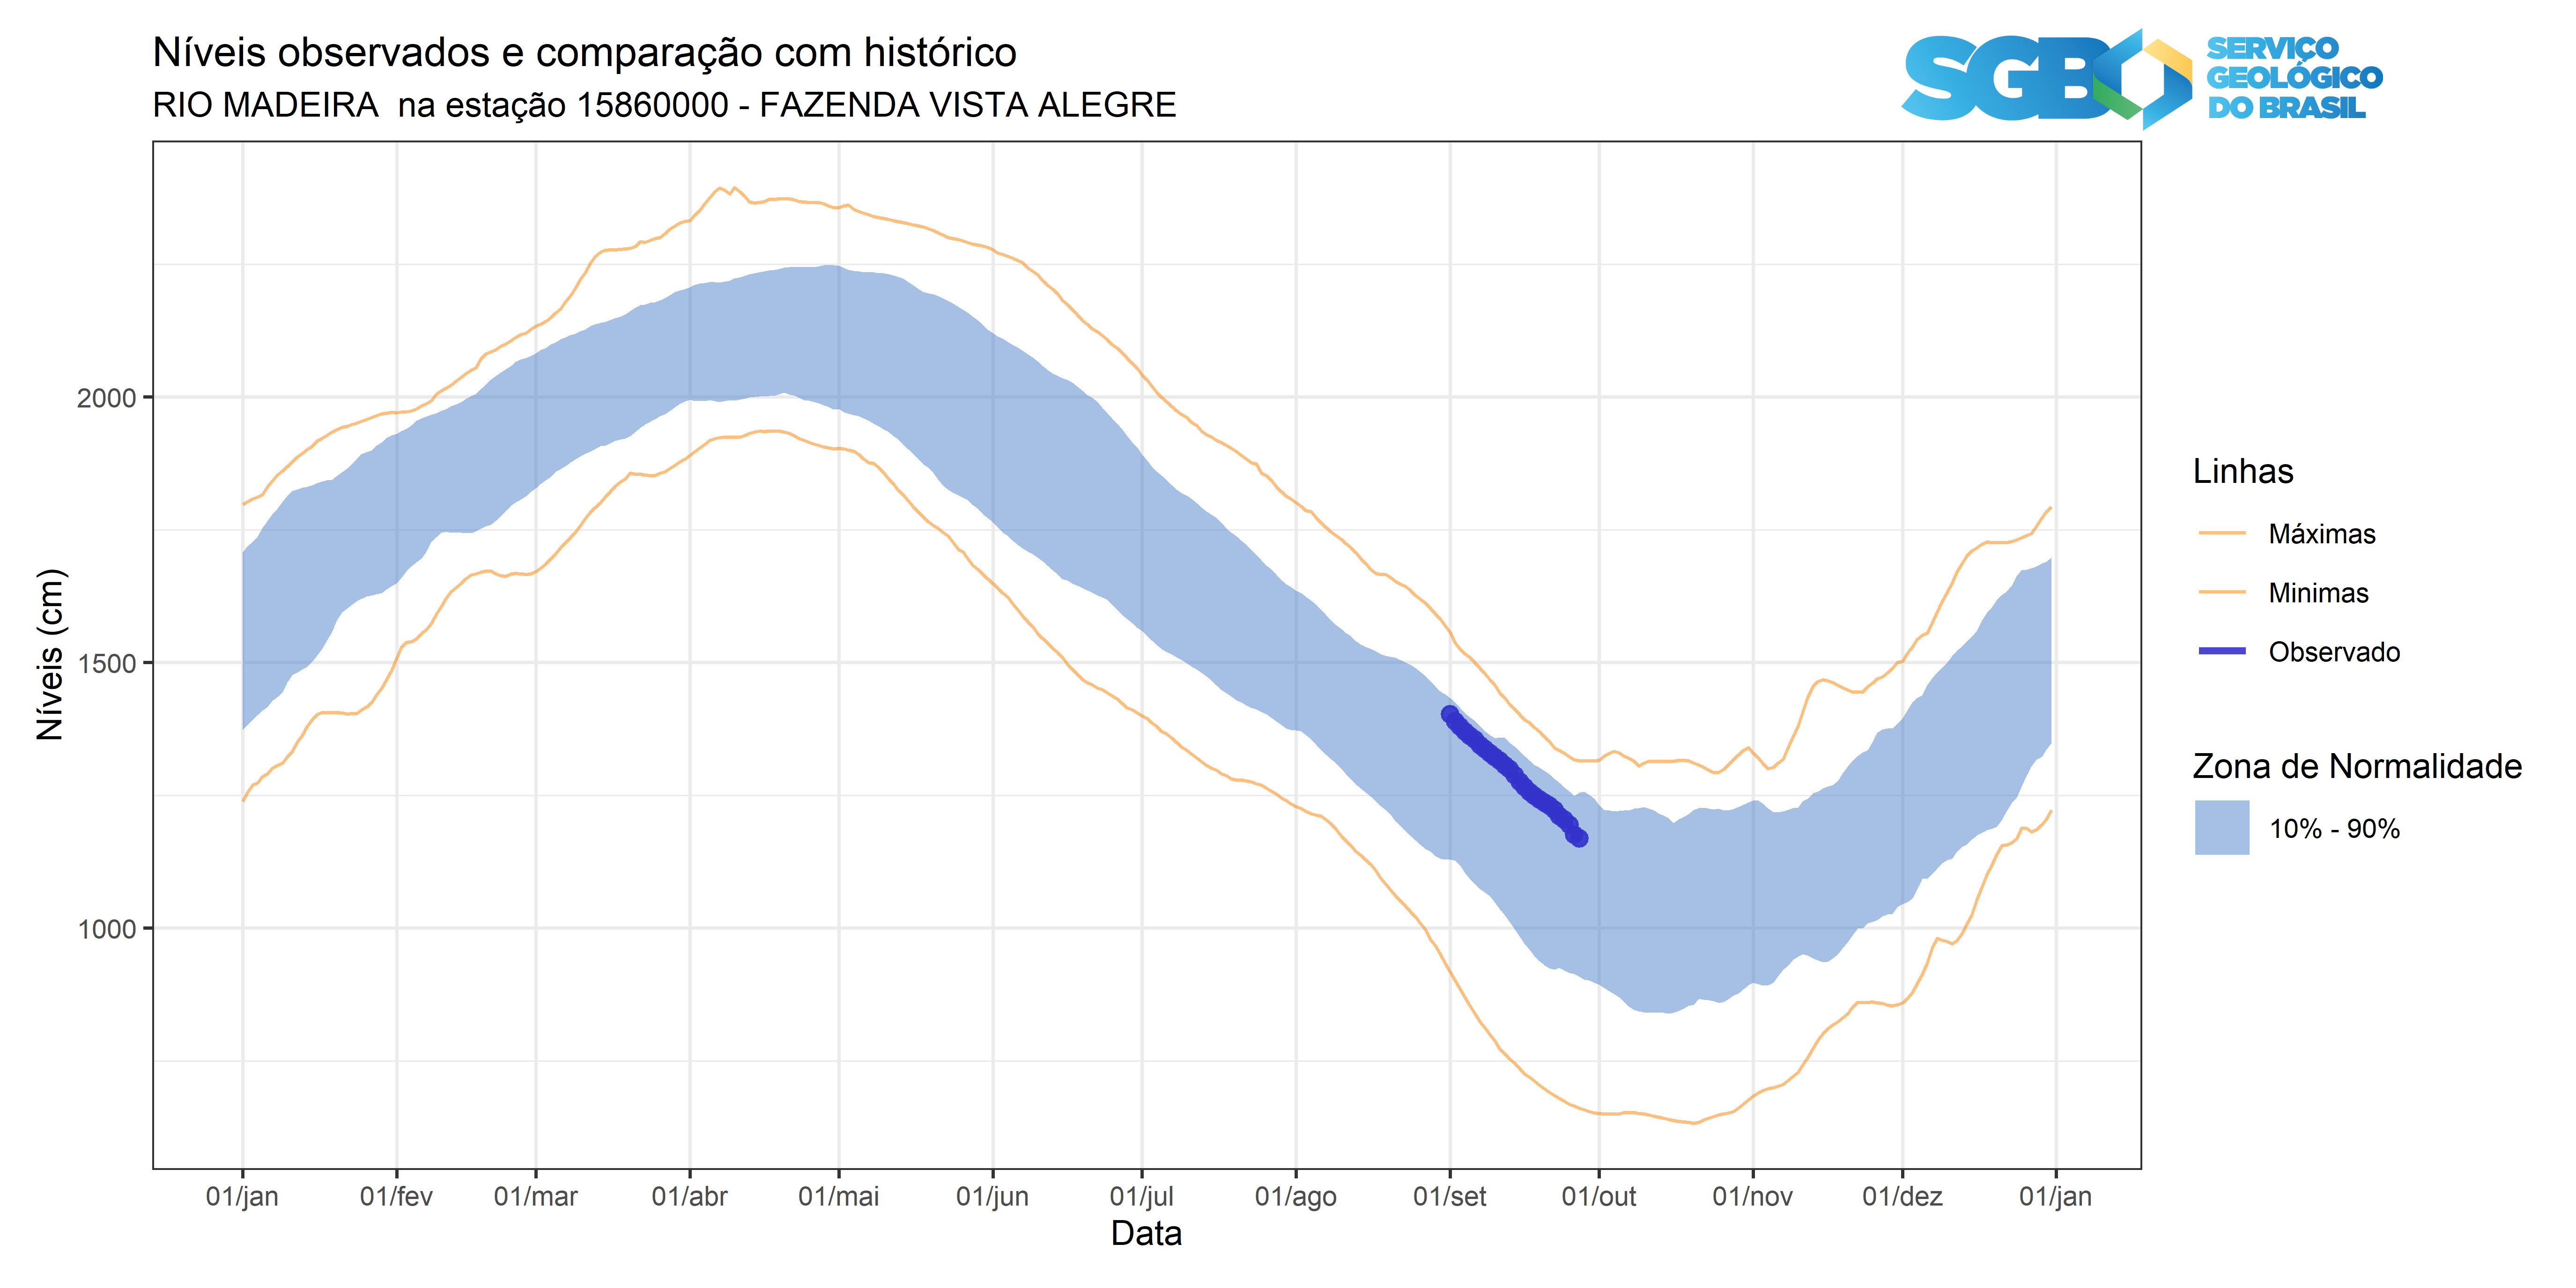 Níveis observados e comparação com histórico
RIO MADEIRA  na estação 15860000 - FAZENDA VISTA ALEGRE
SGB
SERVIÇO
GEOLÓGICO
DO BRASIL
Níveis (cm)
2000
1500
1000
01/jan
01/fev
01/mar
01/abr
01/mai
01/jun
01/jul
01/ago
01/set
01/out
01/nov
01/dez
01/jan
Data
Linhas
Máximas
Minimas
Observado
Zona de Normalidade
10% - 90%